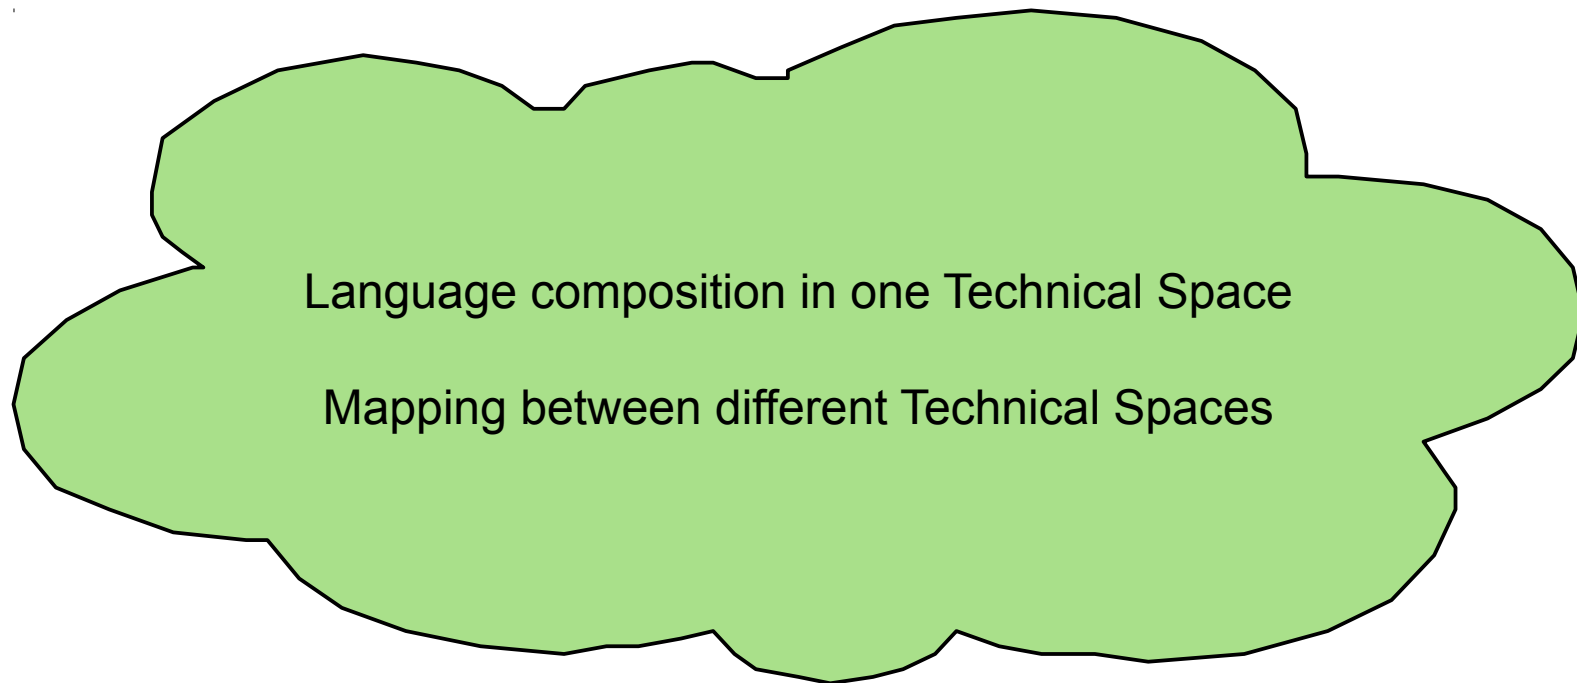 Language composition in one Technical Space
Mapping between different Technical Spaces